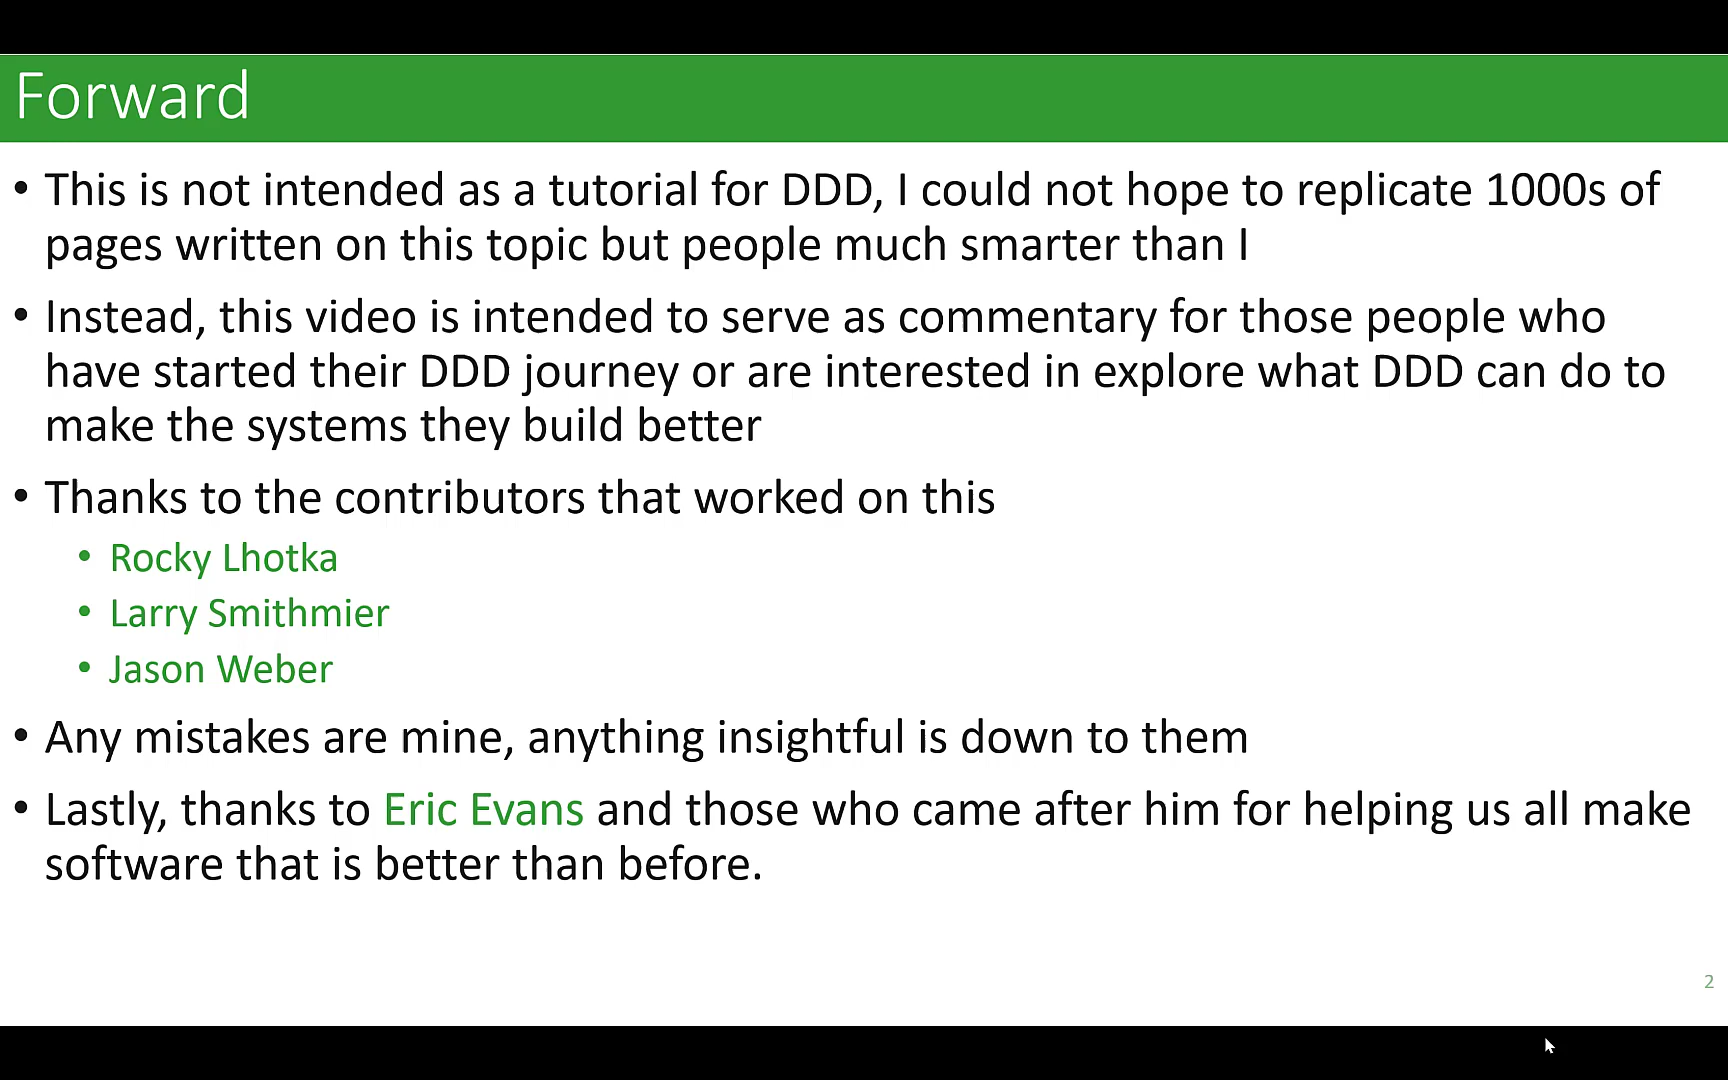 Forward
• This is not intended as a tutorial for DDD, I could not hope to replicate 1000s of
pages written on this topic but people much smarter than I
• Instead, this video is intended to serve as commentary for those people who
have started their DDD journey or are interested in explore what DDD can do to
make the systems they build better
• Thanks to the contributors that worked on this
• Rocky Lhotka
• Larry Smithmier
• Jason Weber
• Any mistakes are mine, anything insightful is down to them
• Lastly, thanks to Eric Evans and those who came after him for helping us all make
software that is better than before.
2